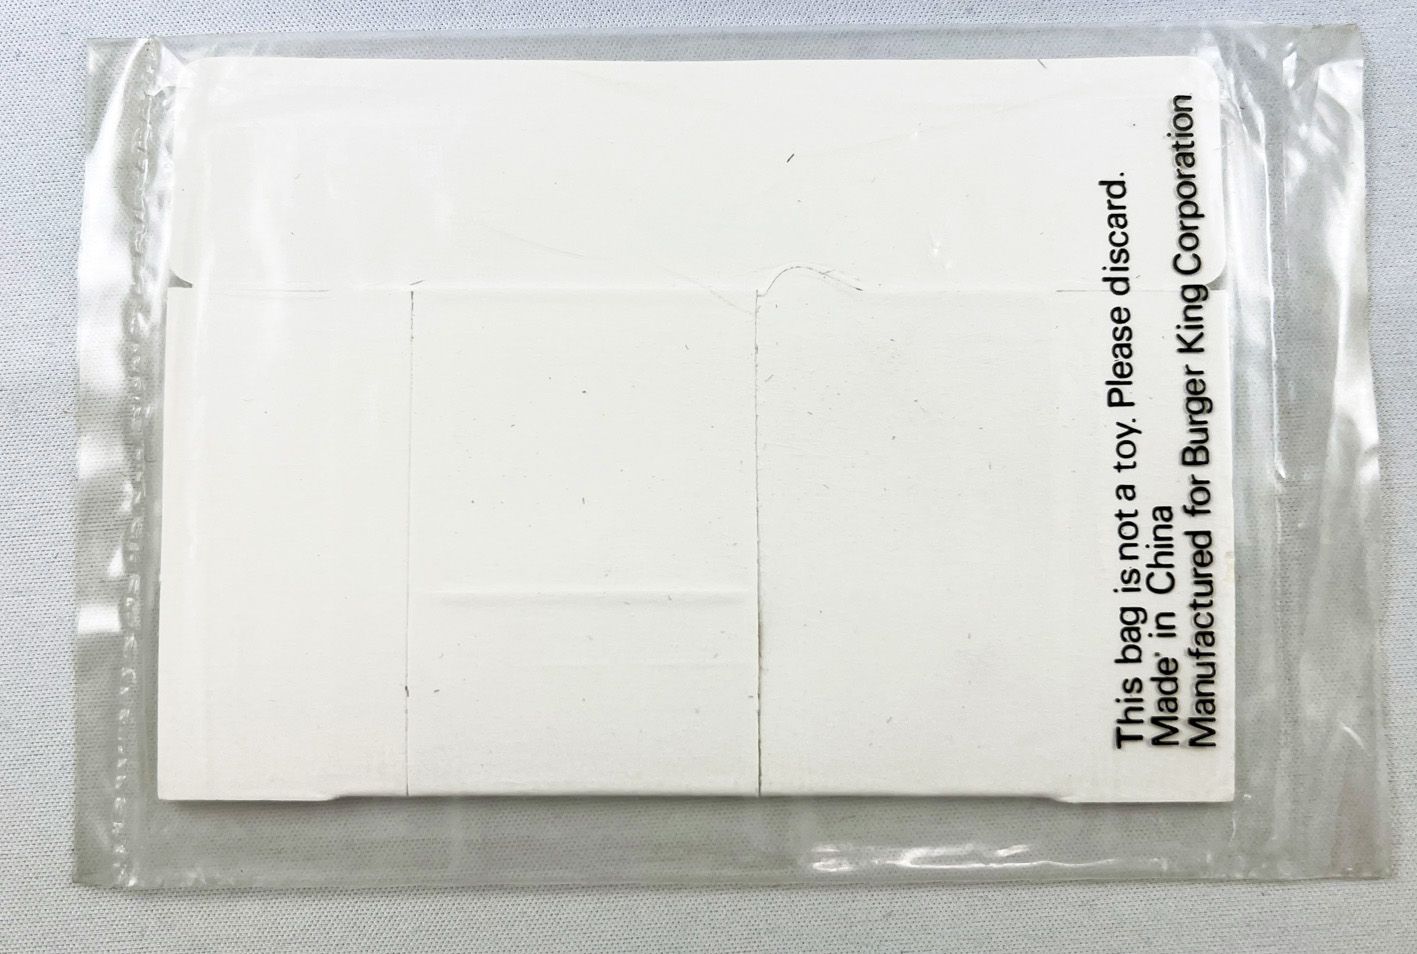 This bag is not a toy. Please discard.
Made in China
Manufactured for Burger King Corporation